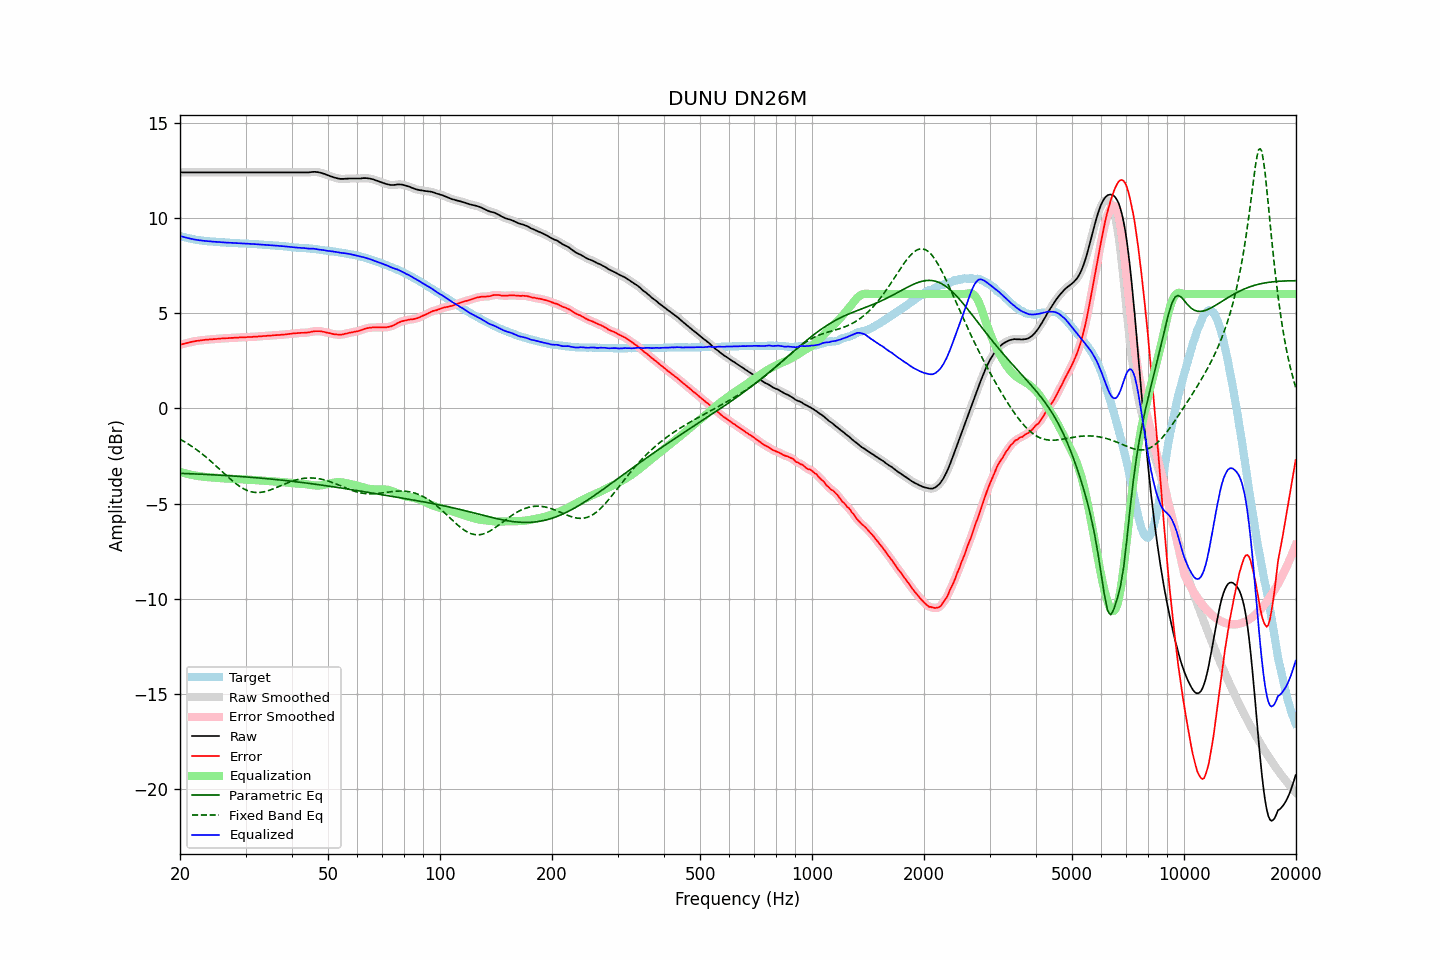 DUNU DN26M
Amplitude (dBr)
15
10
5
0
−5
−10
−15
−20
Target
Raw Smoothed
Error Smoothed
Raw
Error
Equalization
Parametric Eq
Fixed Band Eq
Equalized
20 50 100 200 500 1000 2000 5000 10000 20000
Frequency (Hz)